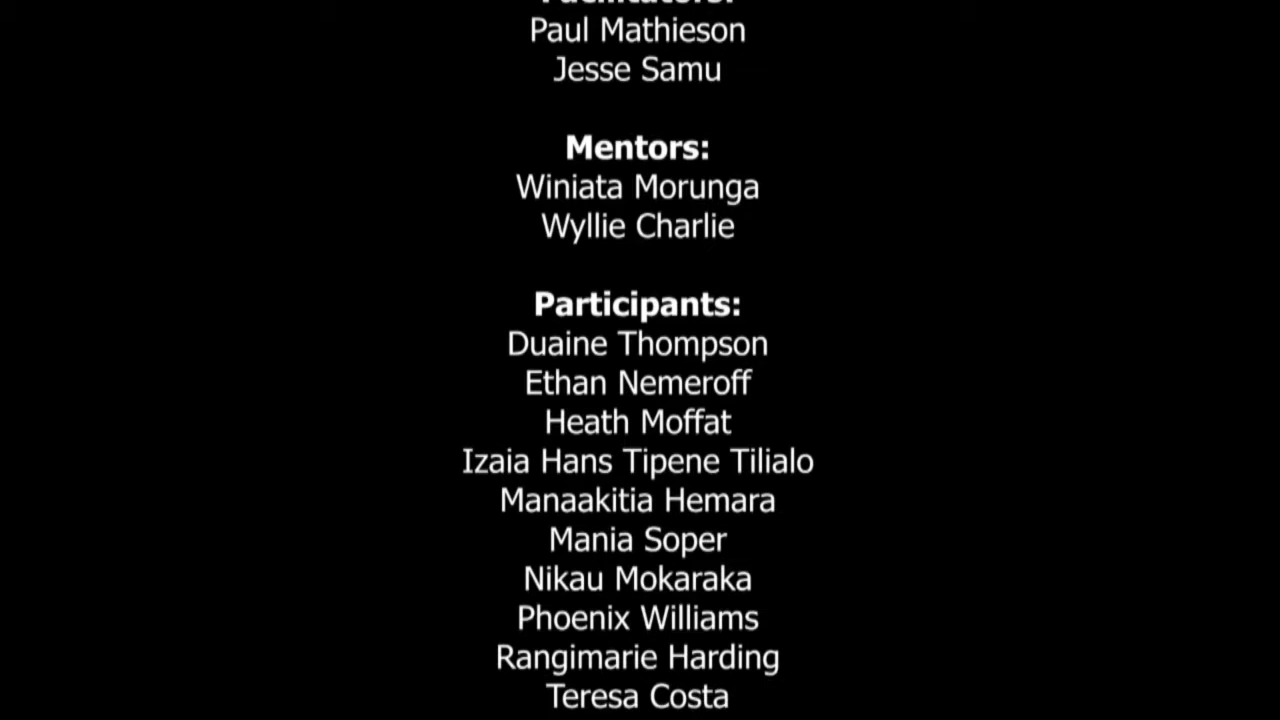 Facilitators:
Paul Mathieson
Jesse Samu
Mentors:
Winiata Morunga
Wyllie Charlie
Participants:
Duaine Thompson
Ethan Nemeroff
Heath Moffat
Izaia Hans Tipene Tilialo
Manaakitia Hemara
Mania Soper
Nikau Mokaraka
Phoenix Williams
Rangimarie Harding
Teresa Costa